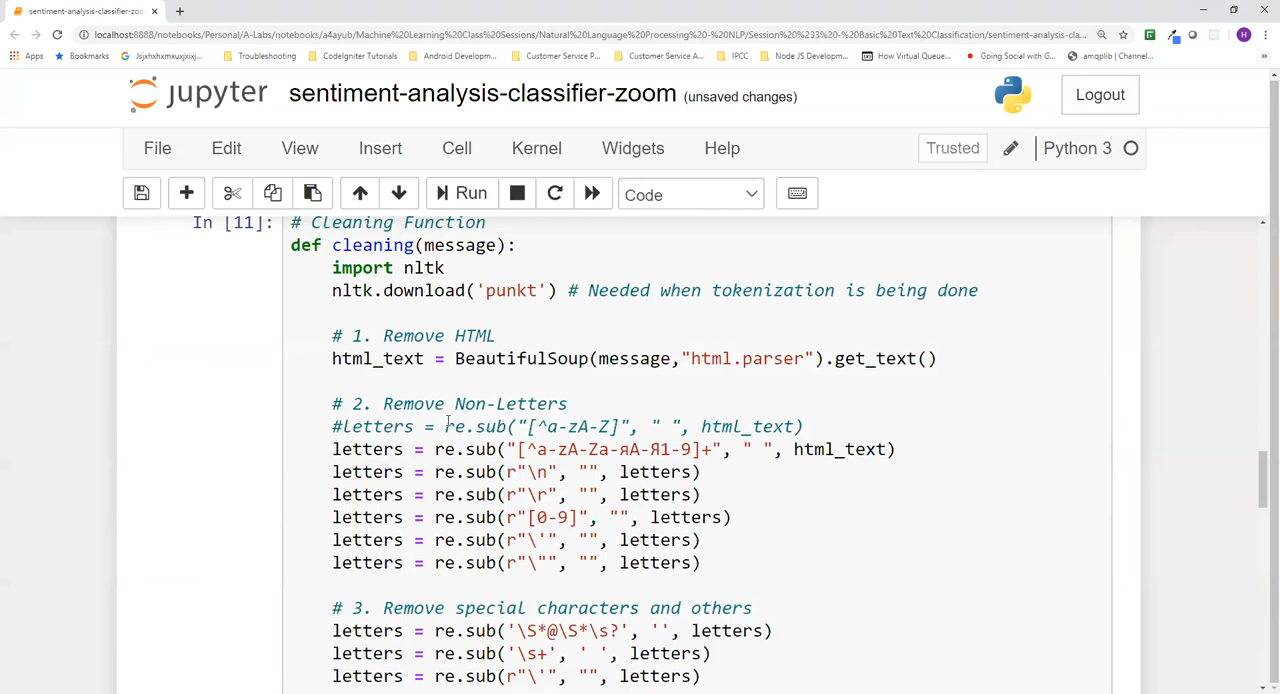 sentiment-analysis-classifier-zoo
localhost:8888/notebooks/Personal/A-Labs/notebooks/a4ayub/Machine%20Learning%20Class%20Sessions/Natural%20Language%20Processing%20-%20NLP/Session%20%233%20-%20Basic%20Text%20Classification/sentiment-analysis-cla...
H
Apps Bookmarks Jsjxhxmxuxjxixj... Troubleshooting CodeIgniter Tutorials Android Developm... Customer Service P... Customer Service A... IPCC Node JS Developm... How Virtual Queue... Going Social with G... amqplib | Channel... »
jupyter sentiment-analysis-classifier-zoom (unsaved changes) Logout
File Edit View Insert Cell Kernel Widgets Help Trusted Python 3
Run Code
In [11]: # Cleaning Function
def cleaning(message):
import nltk
nltk.download('punkt') # Needed when tokenization is being done
# 1. Remove HTML
html_text = BeautifulSoup(message,"html.parser").get_text()
# 2. Remove Non-Letters
#letters = re.sub("[^a-zA-Z]", " ", html_text)
letters = re.sub("[^a-zA-Zа-яА-Я1-9]+", " ", html_text)
letters = re.sub(r"\n", "", letters)
letters = re.sub(r"\r", "", letters)
letters = re.sub(r"[0-9]", "", letters)
letters = re.sub(r"\'", "", letters)
letters = re.sub(r"\"", "", letters)
# 3. Remove special characters and others
letters = re.sub('\S*@\S*\s?', '', letters)
letters = re.sub('\s+', ' ', letters)
letters = re.sub(r"\'", "", letters)